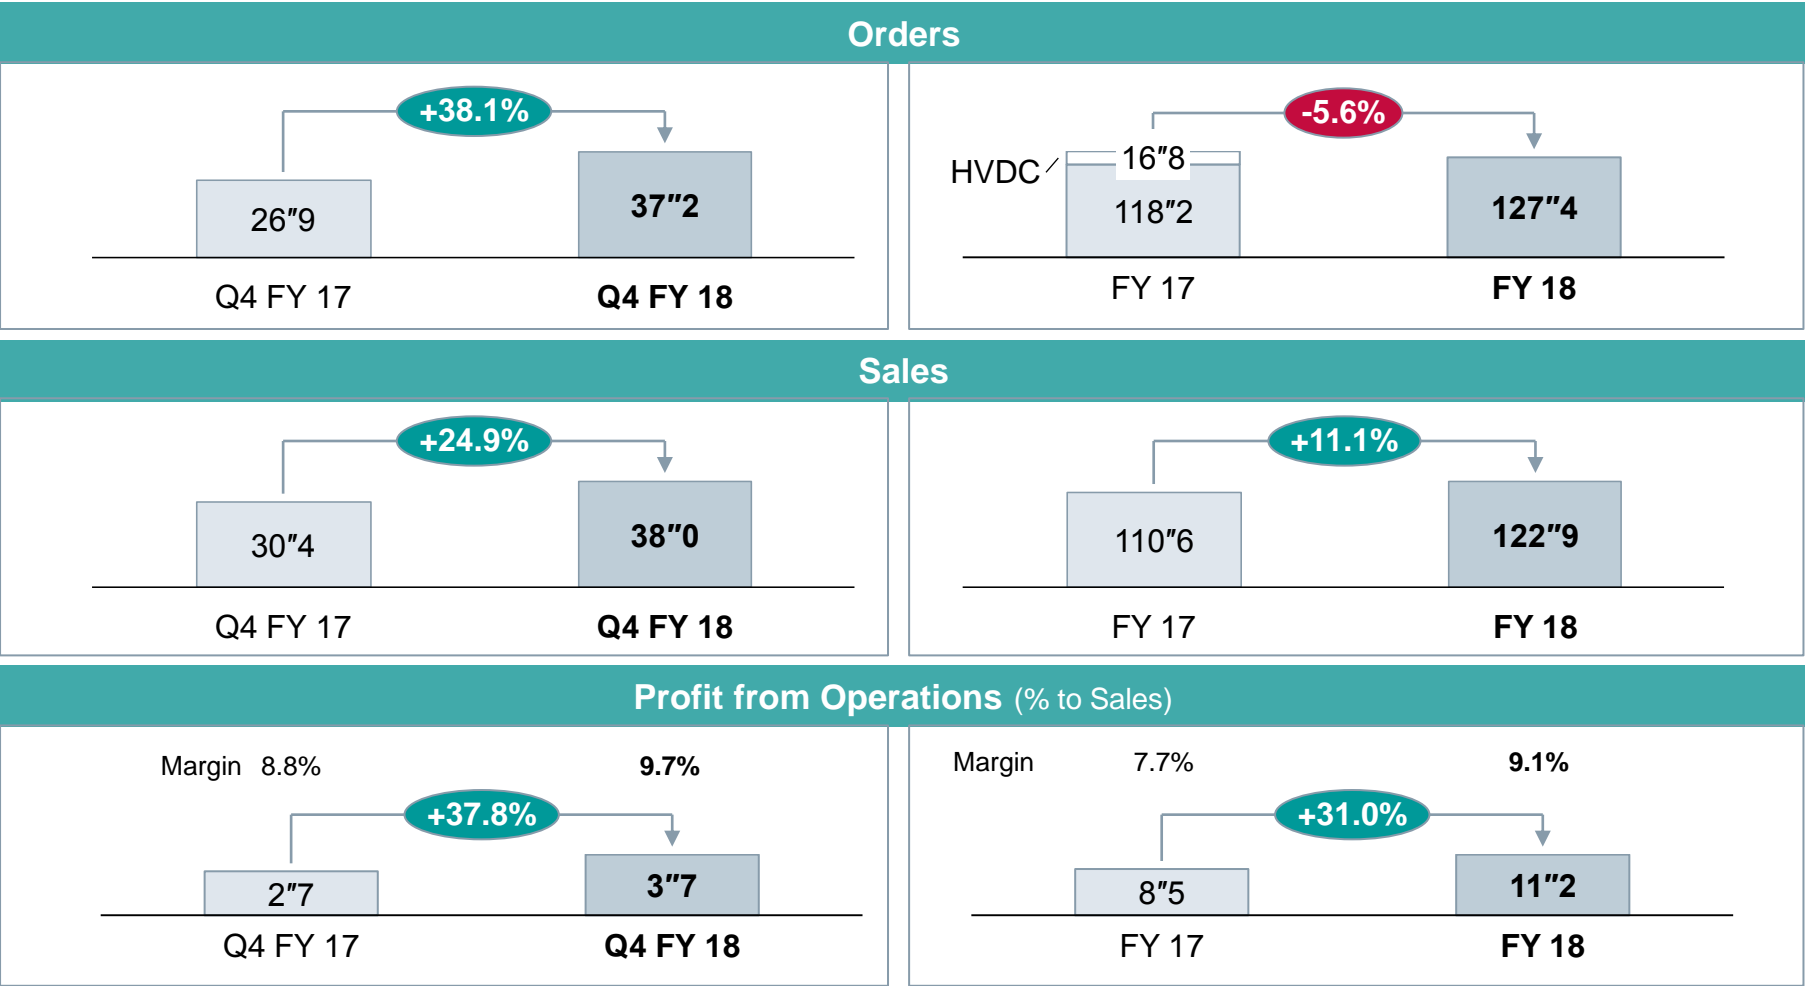 Orders
+38.1%
26″9
37″2
Q4 FY 17
Q4 FY 18
-5.6%
HVDC
16″8
118″2
127″4
FY 17
FY 18
Sales
+24.9%
30″4
38″0
Q4 FY 17
Q4 FY 18
+11.1%
110″6
122″9
FY 17
FY 18
Profit from Operations (% to Sales)
Margin 8.8%
9.7%
+37.8%
2″7
3″7
Q4 FY 17
Q4 FY 18
Margin
7.7%
9.1%
+31.0%
8″5
11″2
FY 17
FY 18